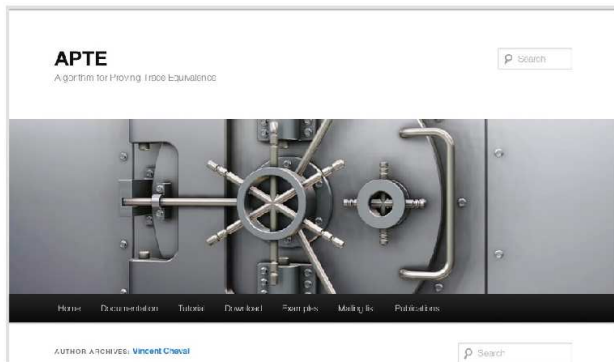 APTE
Search
Algorithm for Proving Trace Equivalence
Home Documentation Tutorial Download Examples Mailing lis Publications
AUTHOR ARCHIVES: Vincent Cheval
Search